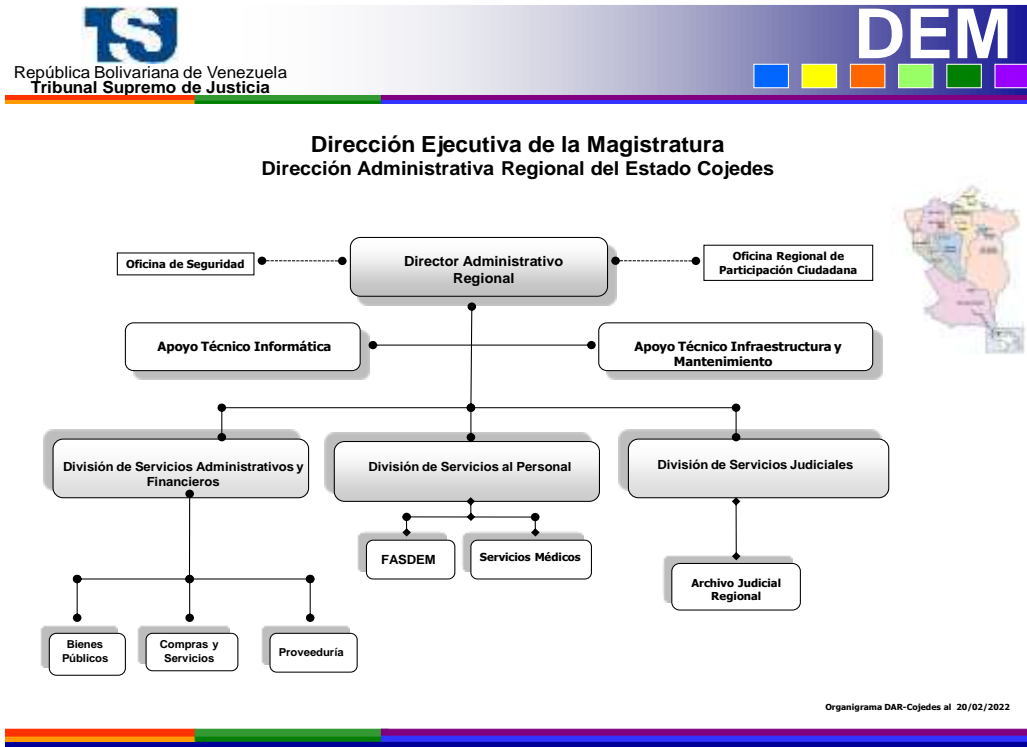 TSJ
DEM
República Bolivariana de Venezuela
Tribunal Supremo de Justicia
Dirección Ejecutiva de la Magistratura
Dirección Administrativa Regional del Estado Cojedes
Oficina de Seguridad
Director Administrativo
Regional
Oficina Regional de
Participación Ciudadana
Apoyo Técnico Informática
Apoyo Técnico Infraestructura y
Mantenimiento
División de Servicios Administrativos y
Financieros
División de Servicios al Personal
División de Servicios Judiciales
FASDEM
Servicios Médicos
Archivo Judicial
Regional
Bienes
Públicos
Compras y
Servicios
Proveeduría
Organigrama DAR-Cojedes al 20/02/2022